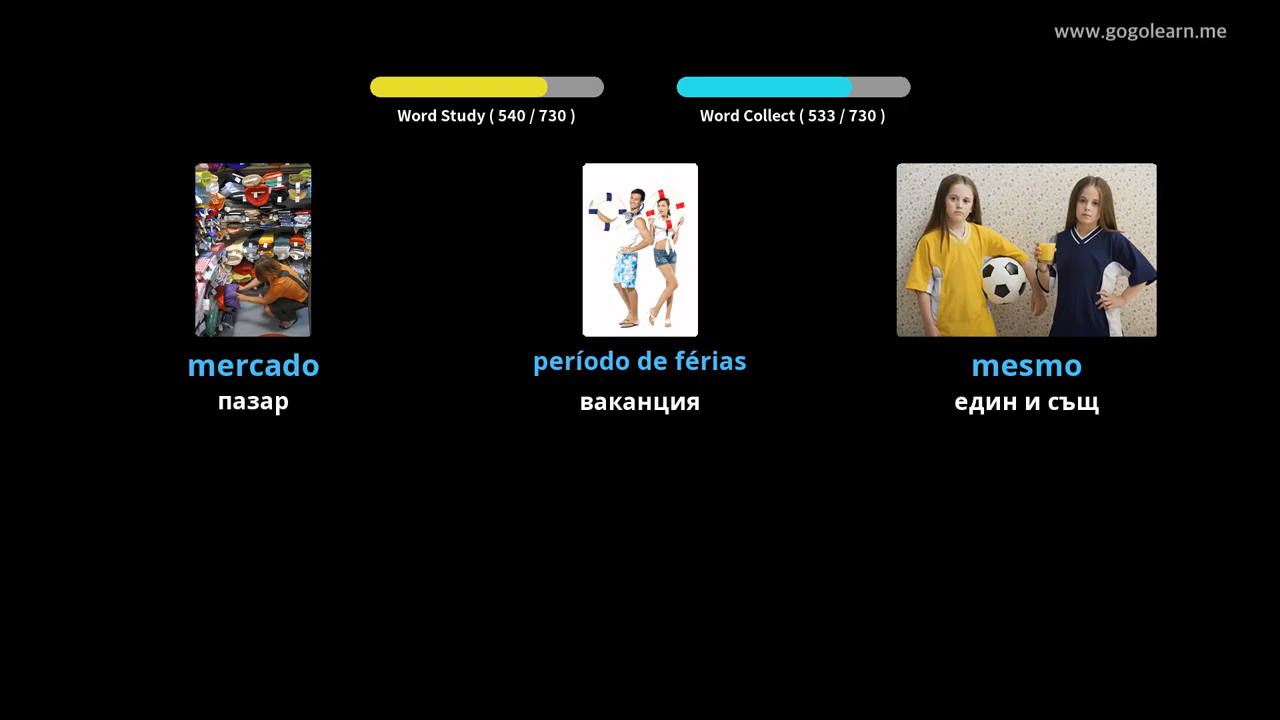 www.gogolearn.me
Word Study ( 540 / 730 )
Word Collect ( 533 / 730 )
mercado
período de férias
mesmo
пазар
ваканция
един и същ